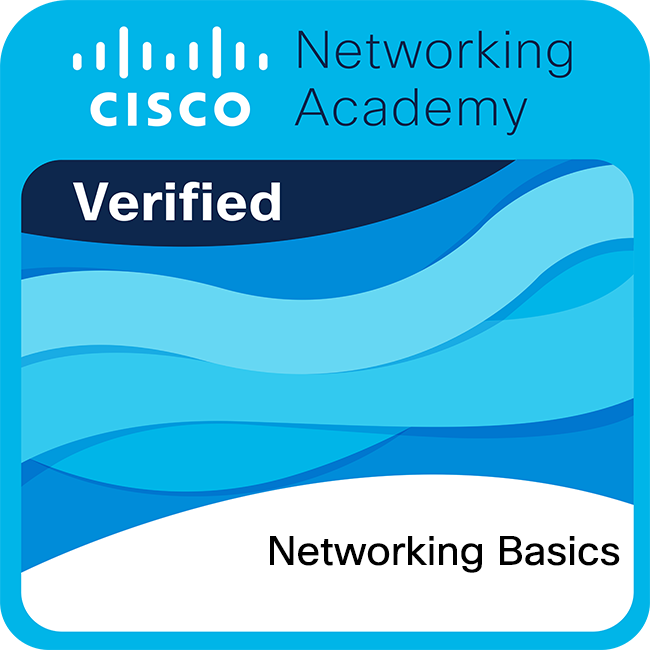 Networking
CISCO Academy
Verified
Networking Basics